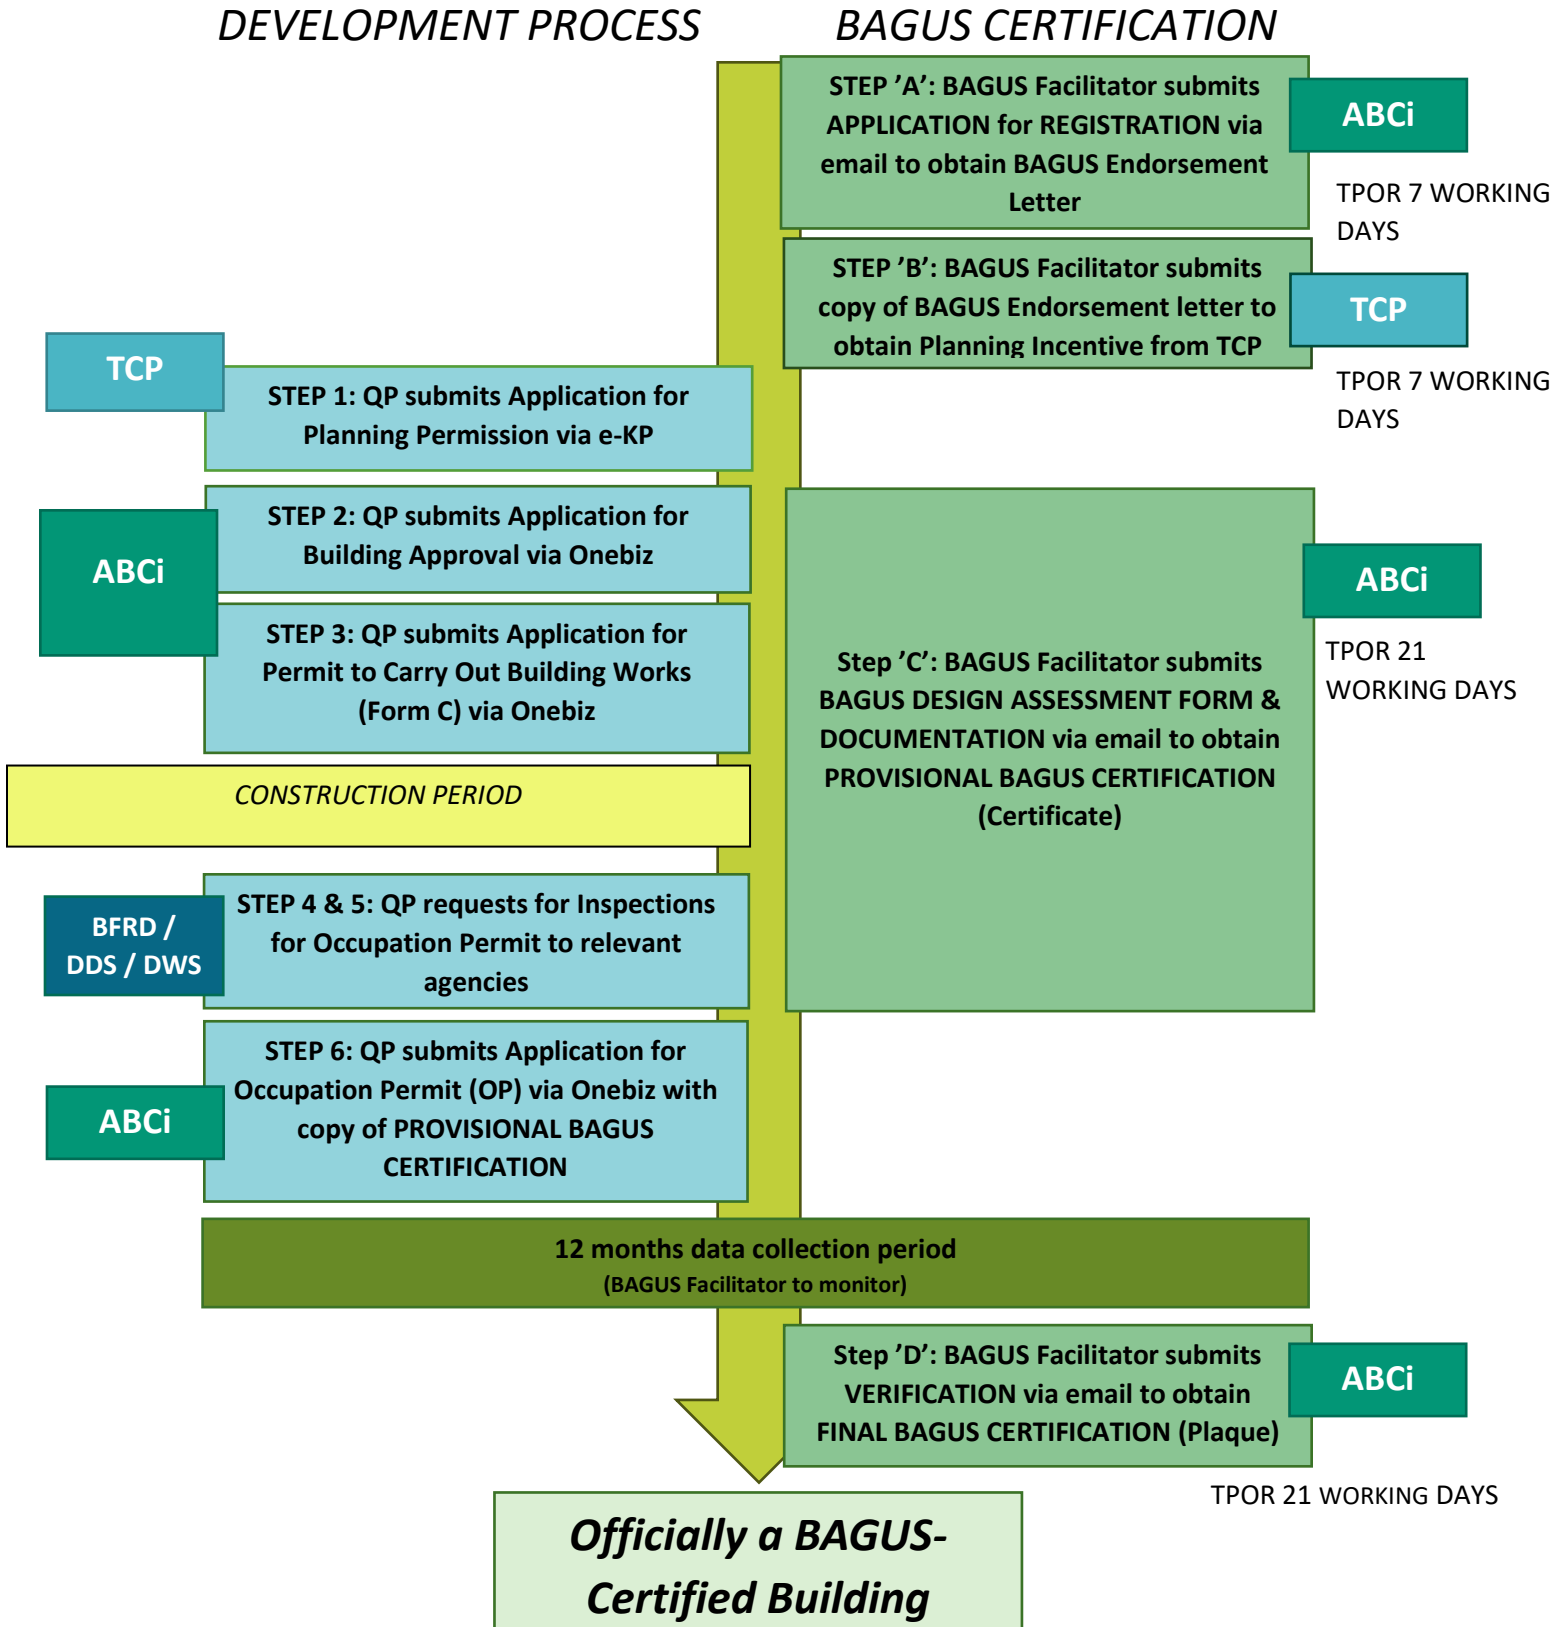 DEVELOPMENT PROCESS
BAGUS CERTIFICATION
STEP ’A’: BAGUS Facilitator submits
APPLICATION for REGISTRATION via
email to obtain BAGUS Endorsement
Letter
ABCi
TPOR 7 WORKING
DAYS
STEP ’B’: BAGUS Facilitator submits
copy of BAGUS Endorsement letter to
obtain Planning Incentive from TCP
TCP
TPOR 7 WORKING
DAYS
TCP
STEP 1: QP submits Application for
Planning Permission via e-KP
ABCi
STEP 2: QP submits Application for
Building Approval via Onebiz
STEP 3: QP submits Application for
Permit to Carry Out Building Works
(Form C) via Onebiz
Step ’C’: BAGUS Facilitator submits
BAGUS DESIGN ASSESSMENT FORM &
DOCUMENTATION via email to obtain
PROVISIONAL BAGUS CERTIFICATION
(Certificate)
ABCi
TPOR 21
WORKING DAYS
CONSTRUCTION PERIOD
BFRD /
DDS / DWS
STEP 4 & 5: QP requests for Inspections
for Occupation Permit to relevant
agencies
ABCi
STEP 6: QP submits Application for
Occupation Permit (OP) via Onebiz with
copy of PROVISIONAL BAGUS
CERTIFICATION
12 months data collection period
(BAGUS Facilitator to monitor)
Step ’D’: BAGUS Facilitator submits
VERIFICATION via email to obtain
FINAL BAGUS CERTIFICATION (Plaque)
ABCi
TPOR 21 WORKING DAYS
Officially a BAGUS-
Certified Building